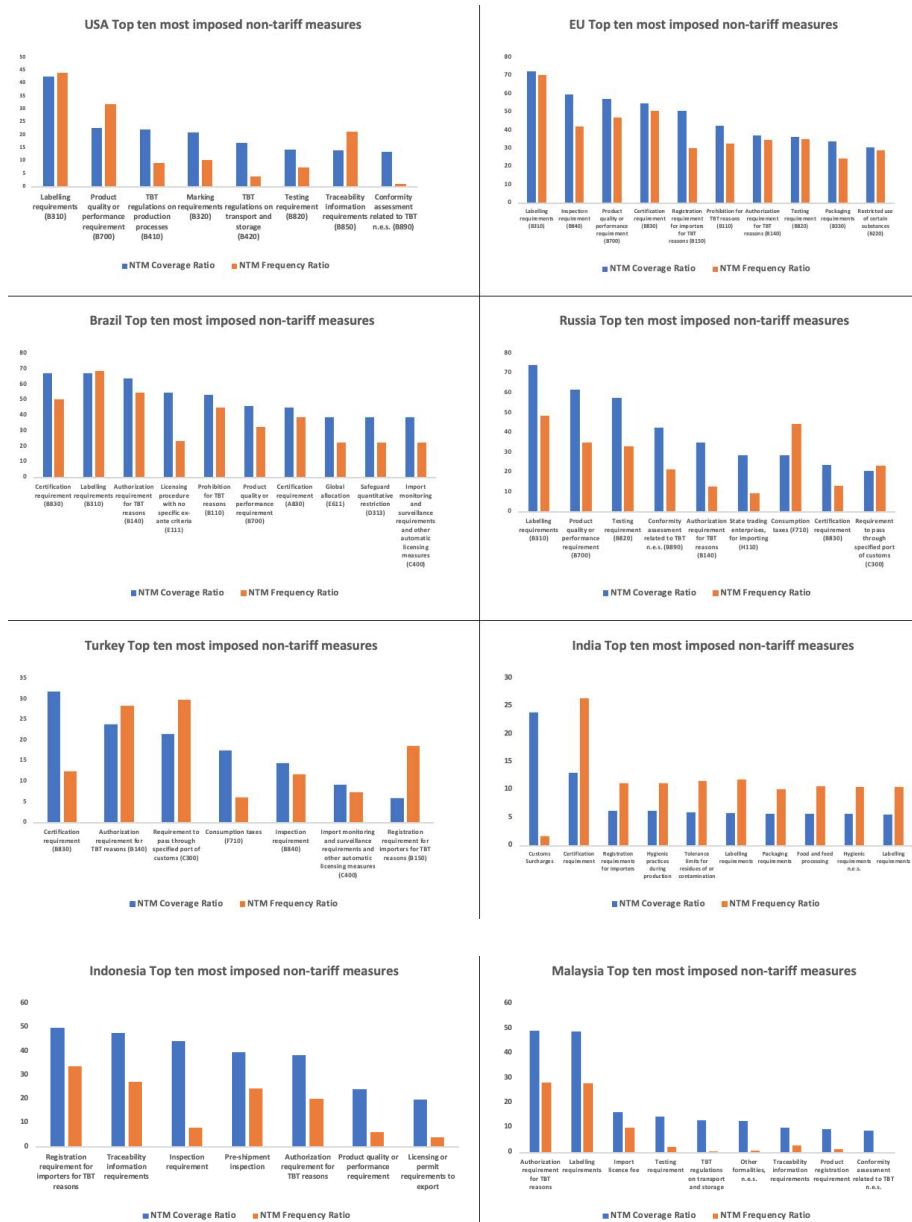 USA Top ten most imposed non-tariff measures
50
45
40
35
30
25
20
15
10
5
0
Labelling requirements (B310)
Product quality or performance requirement (B700)
TBT regulations on production processes (B410)
Marking requirements (B320)
TBT regulations on transport and storage (B420)
Testing requirement (B820)
Traceability information requirements (B850)
Conformity assessment related to TBT n.e.s. (B890)
NTM Coverage Ratio NTM Frequency Ratio
EU Top ten most imposed non-tariff measures
80
70
60
50
40
30
20
10
0
Labelling requirements (B310)
Inspection requirement (B840)
Product quality or performance requirement (B700)
Certification requirement (B830)
Registration requirement for importers for TBT reasons (B150)
Prohibition for TBT reasons (B110)
Authorization requirement for TBT reasons (B140)
Testing requirement (B820)
Packaging requirements (B330)
Restricted use of certain substances (B220)
NTM Coverage Ratio NTM Frequency Ratio
Brazil Top ten most imposed non-tariff measures
80
70
60
50
40
30
20
10
0
Certification requirement (B830)
Labelling requirements (B310)
Authorization requirement for TBT reasons (B140)
Licensing procedure with no specific ex-ante criteria (E111)
Prohibition for TBT reasons (B110)
Product quality or performance requirement (B700)
Certification requirement (A830)
Global allocation (E611)
Safeguard quantitative restriction (D313)
Import monitoring and surveillance requirements and other automatic licensing measures (C400)
NTM Coverage Ratio NTM Frequency Ratio
Russia Top ten most imposed non-tariff measures
80
70
60
50
40
30
20
10
0
Labelling requirements (B310)
Product quality or performance requirement (B700)
Testing requirement (B820)
Conformity assessment related to TBT n.e.s. (B890)
Authorization requirement for TBT reasons (B140)
State trading enterprises, for importing (H110)
Consumption taxes (F710)
Certification requirement (B830)
Requirement to pass through specified port of customs (C300)
NTM Coverage Ratio NTM Frequency Ratio
Turkey Top ten most imposed non-tariff measures
35
30
25
20
15
10
5
0
Certification requirement (B830)
Authorization requirement for TBT reasons (B140)
Requirement to pass through specified port of customs (C300)
Consumption taxes (F710)
Inspection requirement (B840)
Import monitoring and surveillance requirements and other automatic licensing measures (C400)
Registration requirement for importers for TBT reasons (B150)
NTM Coverage Ratio NTM Frequency Ratio
India Top ten most imposed non-tariff measures
30
25
20
15
10
5
0
Customs Surcharges
Certification requirement
Registration requirements for importers
Hygienic practices during production
Tolerance limits for residues of or contamination
Labelling requirements
Packaging requirements
Food and feed processing
Hygienic requirements n.e.s.
Labelling requirements
NTM Coverage Ratio NTM Frequency Ratio
Indonesia Top ten most imposed non-tariff measures
60
50
40
30
20
10
0
Registration requirement for importers for TBT reasons
Traceability information requirements
Inspection requirement
Pre-shipment inspection
Authorization requirement for TBT reasons
Product quality or performance requirement
Licensing or permit requirements to export
NTM Coverage Ratio NTM Frequency Ratio
Malaysia Top ten most imposed non-tariff measures
60
50
40
30
20
10
0
Authorization requirement for TBT reasons
Labelling requirements
Import licence fee
Testing requirement
TBT regulations on transport and storage
Other formalities, n.e.s.
Traceability information requirements
Product registration requirement
Conformity assessment related to TBT n.e.s.
NTM Coverage Ratio NTM Frequency Ratio